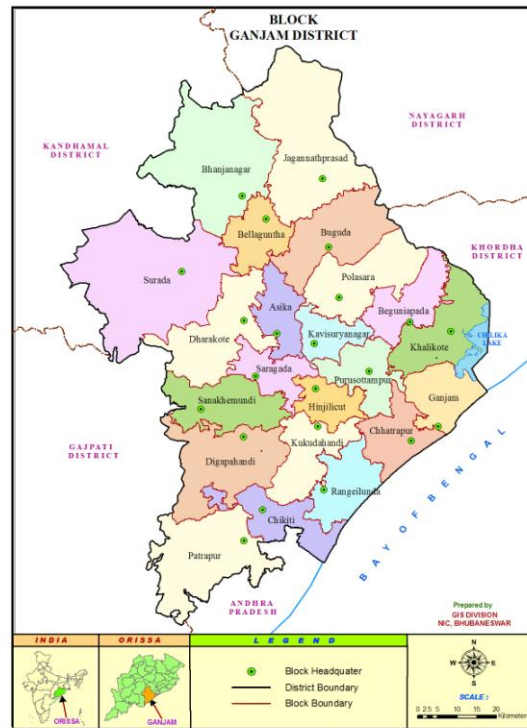 BLOCK
GANJAM DISTRICT
NAYAGARH
DISTRICT
KANDHAMAL
DISTRICT
Jagannathprasad
Bhanjanagar
Bellaguntha
Buguda
KHORDHA
DISTRICT
Surada
Polasara
Asika
Beguniapada
Dharakote
Kavisuryanagar
Khalikote
CHILIKA
LAKE
Saragada
Purusottampur
Sanakhemundi
Hinjilicut
Ganjam
Chhatrapur
GAJPATI
DISTRICT
Kukudahandi
Digapahandi
Rangeilunda
Chikiti
BAY OF BENGAL
Patrapur
ANDHRA
PRADESH
Prepared by
GIS DIVISION
NIC, BHUBANESWAR
INDIA
ORISSA
LEGEND
Block Headquater
District Boundary
Block Boundary
ORISSA
GANJAM
N
W
E
S
SCALE :
0 2.5 5 10 15 20
Kilometers